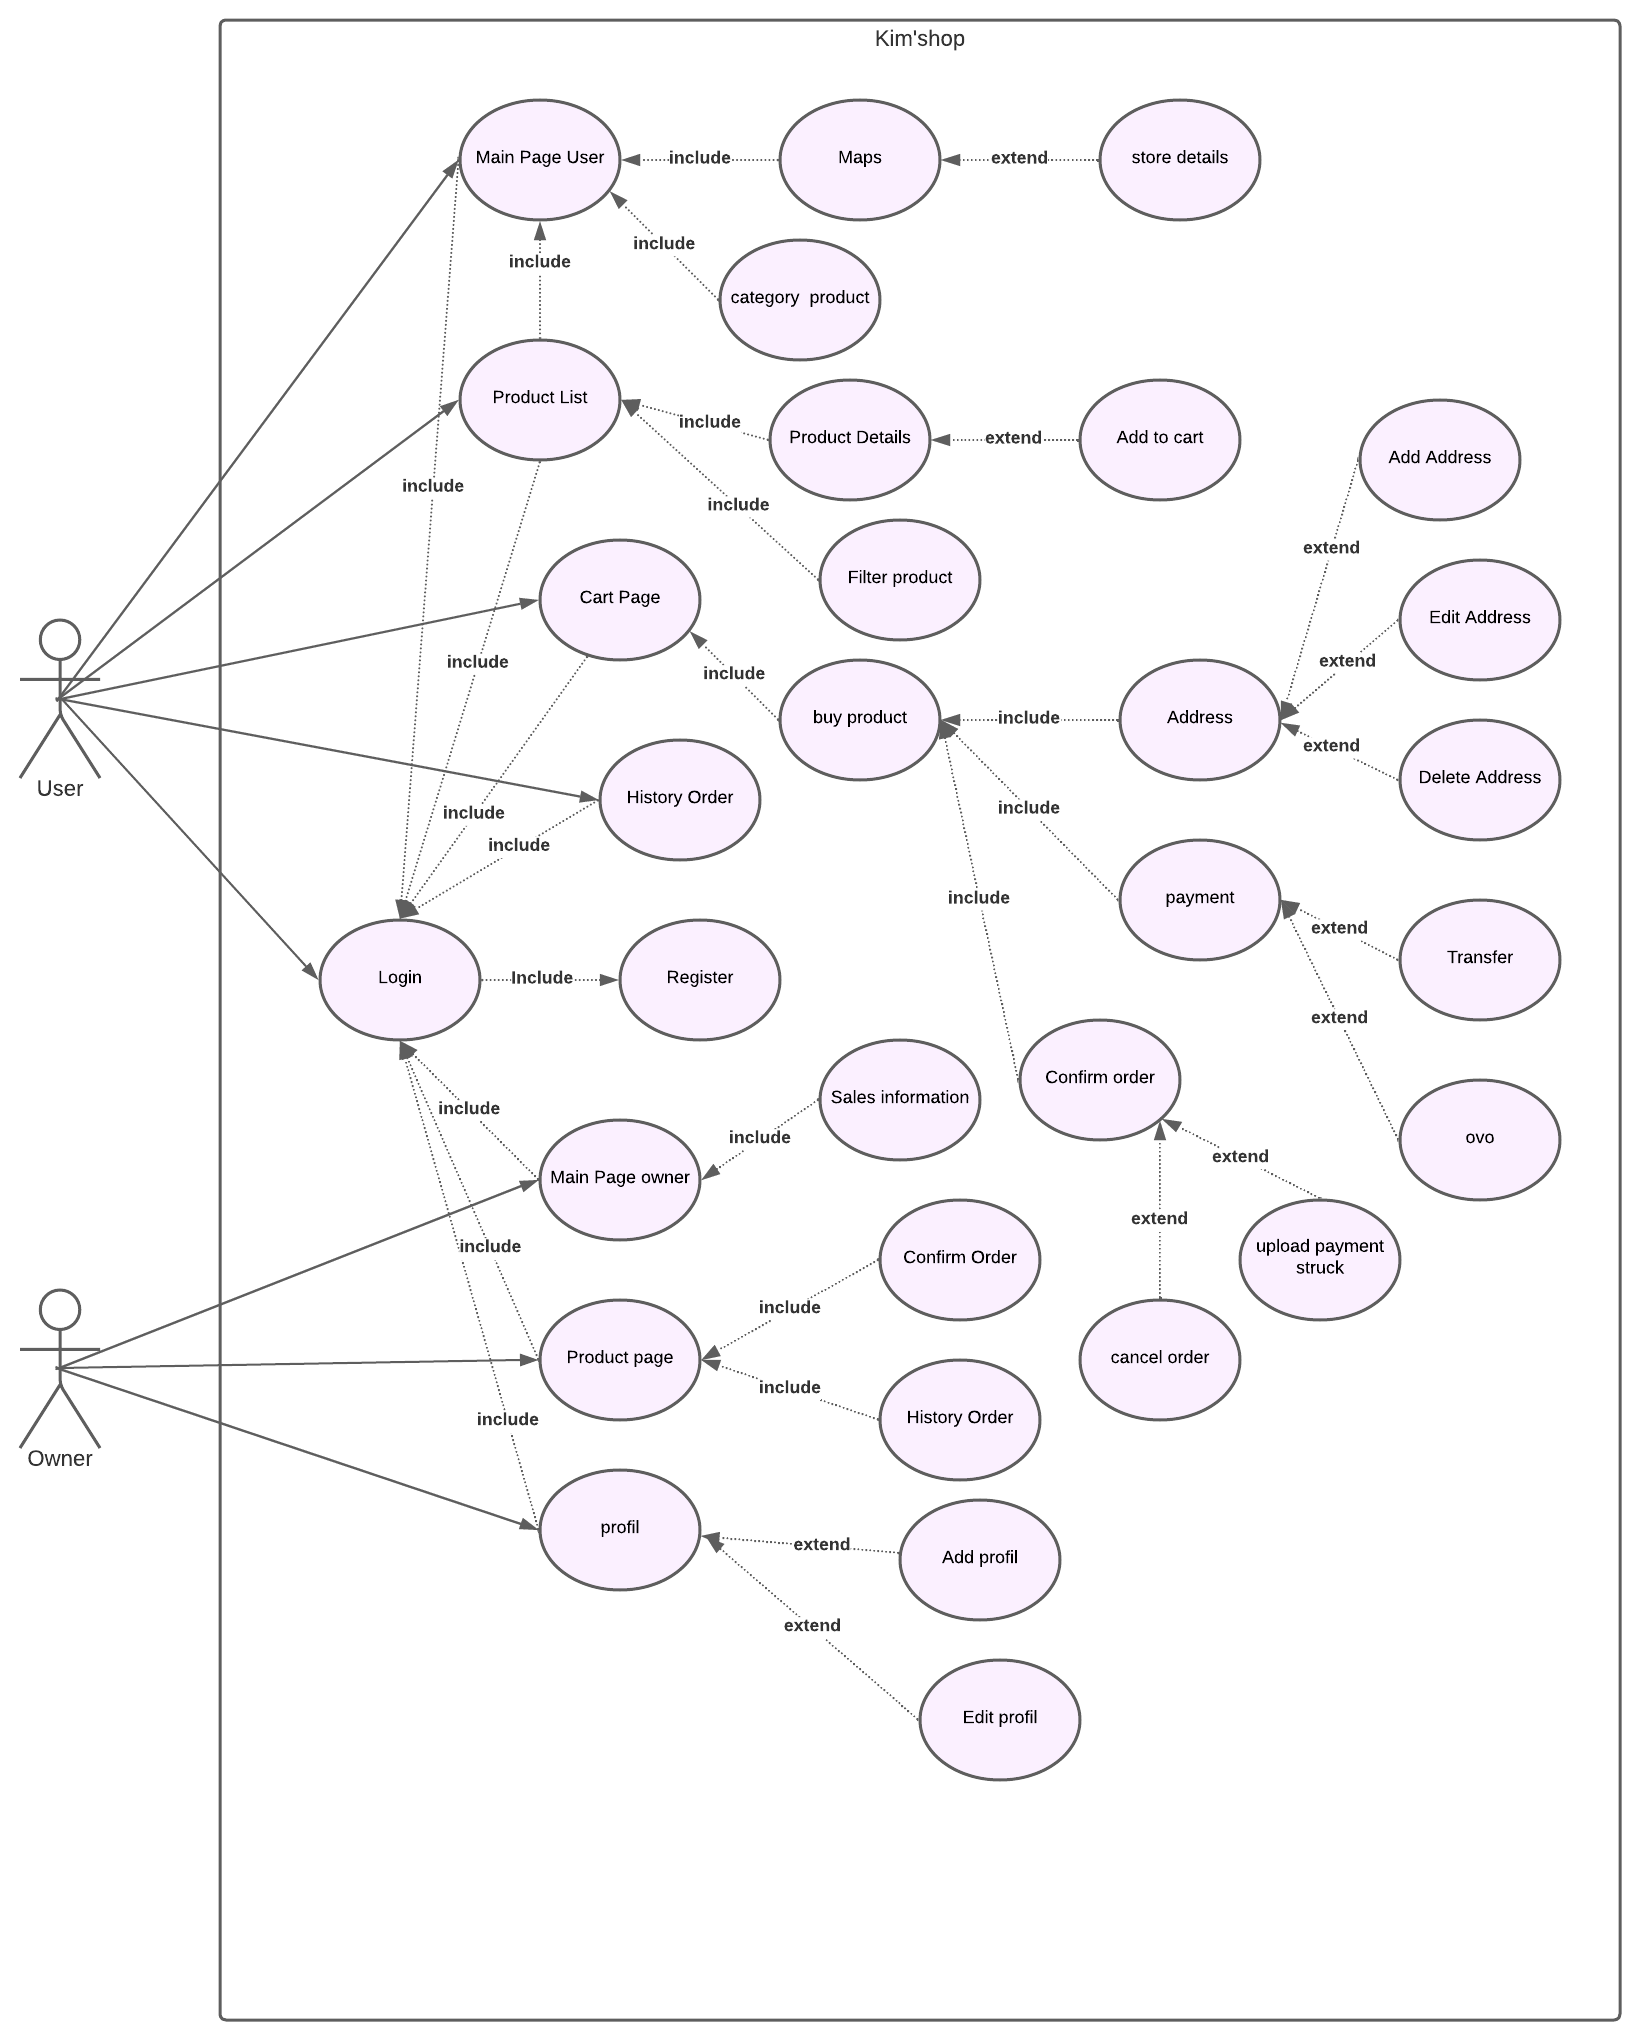 Kim'shop
Main Page User
include
Maps
extend
store details
include
category  product
include
Product List
include
Product Details
extend
Add to cart
Add Address
include
include
Filter product
extend
Edit Address
Cart Page
include
include
extend
buy product
include
Address
extend
Delete Address
User
History Order
include
include
include
payment
include
extend
Transfer
Login
Include
Register
extend
Confirm order
Sales information
include
include
ovo
Main Page owner
extend
extend
include
Confirm Order
upload payment
struck
include
Product page
cancel order
include
History Order
include
Owner
profil
extend
Add profil
extend
Edit profil